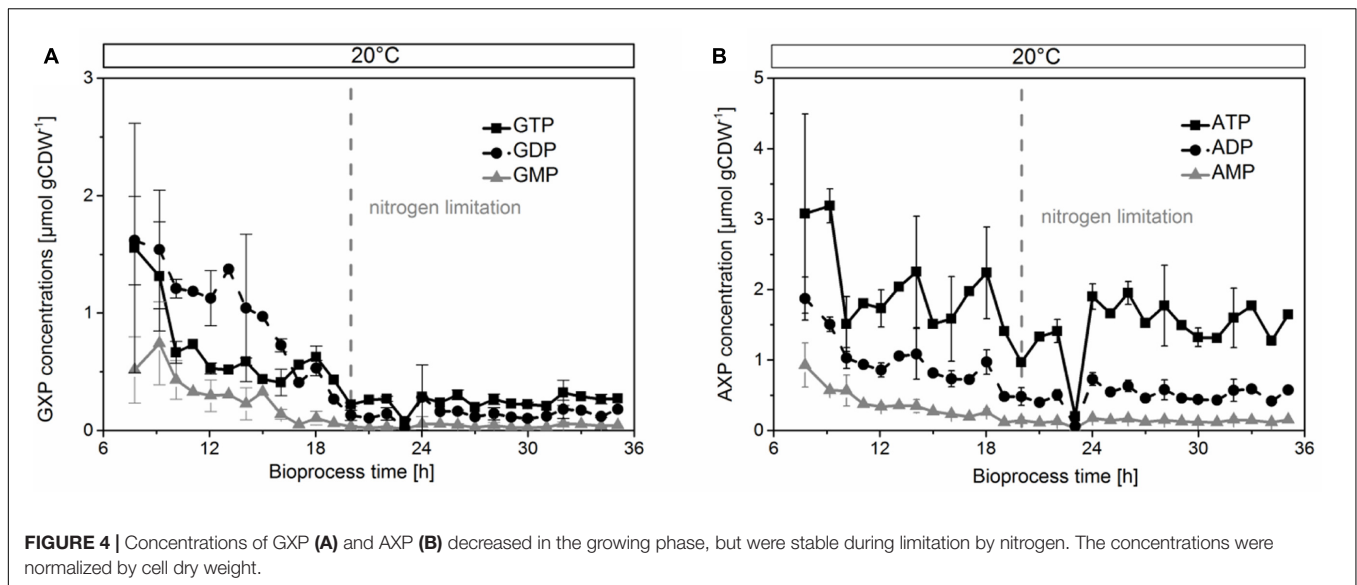 A
20°C
GXP concentrations [µmol gCDW⁻¹]
3
2
1
0
GTP
GDP
GMP
nitrogen limitation
6 12 18 24 30 36
Bioprocess time [h]
B
20°C
AXP concentration [µmol gCDW⁻¹]
5
4
3
2
1
0
ATP
ADP
AMP
nitrogen limitation
6 12 18 24 30 36
Bioprocess time [h]
FIGURE 4 | Concentrations of GXP (A) and AXP (B) decreased in the growing phase, but were stable during limitation by nitrogen. The concentrations were
normalized by cell dry weight.